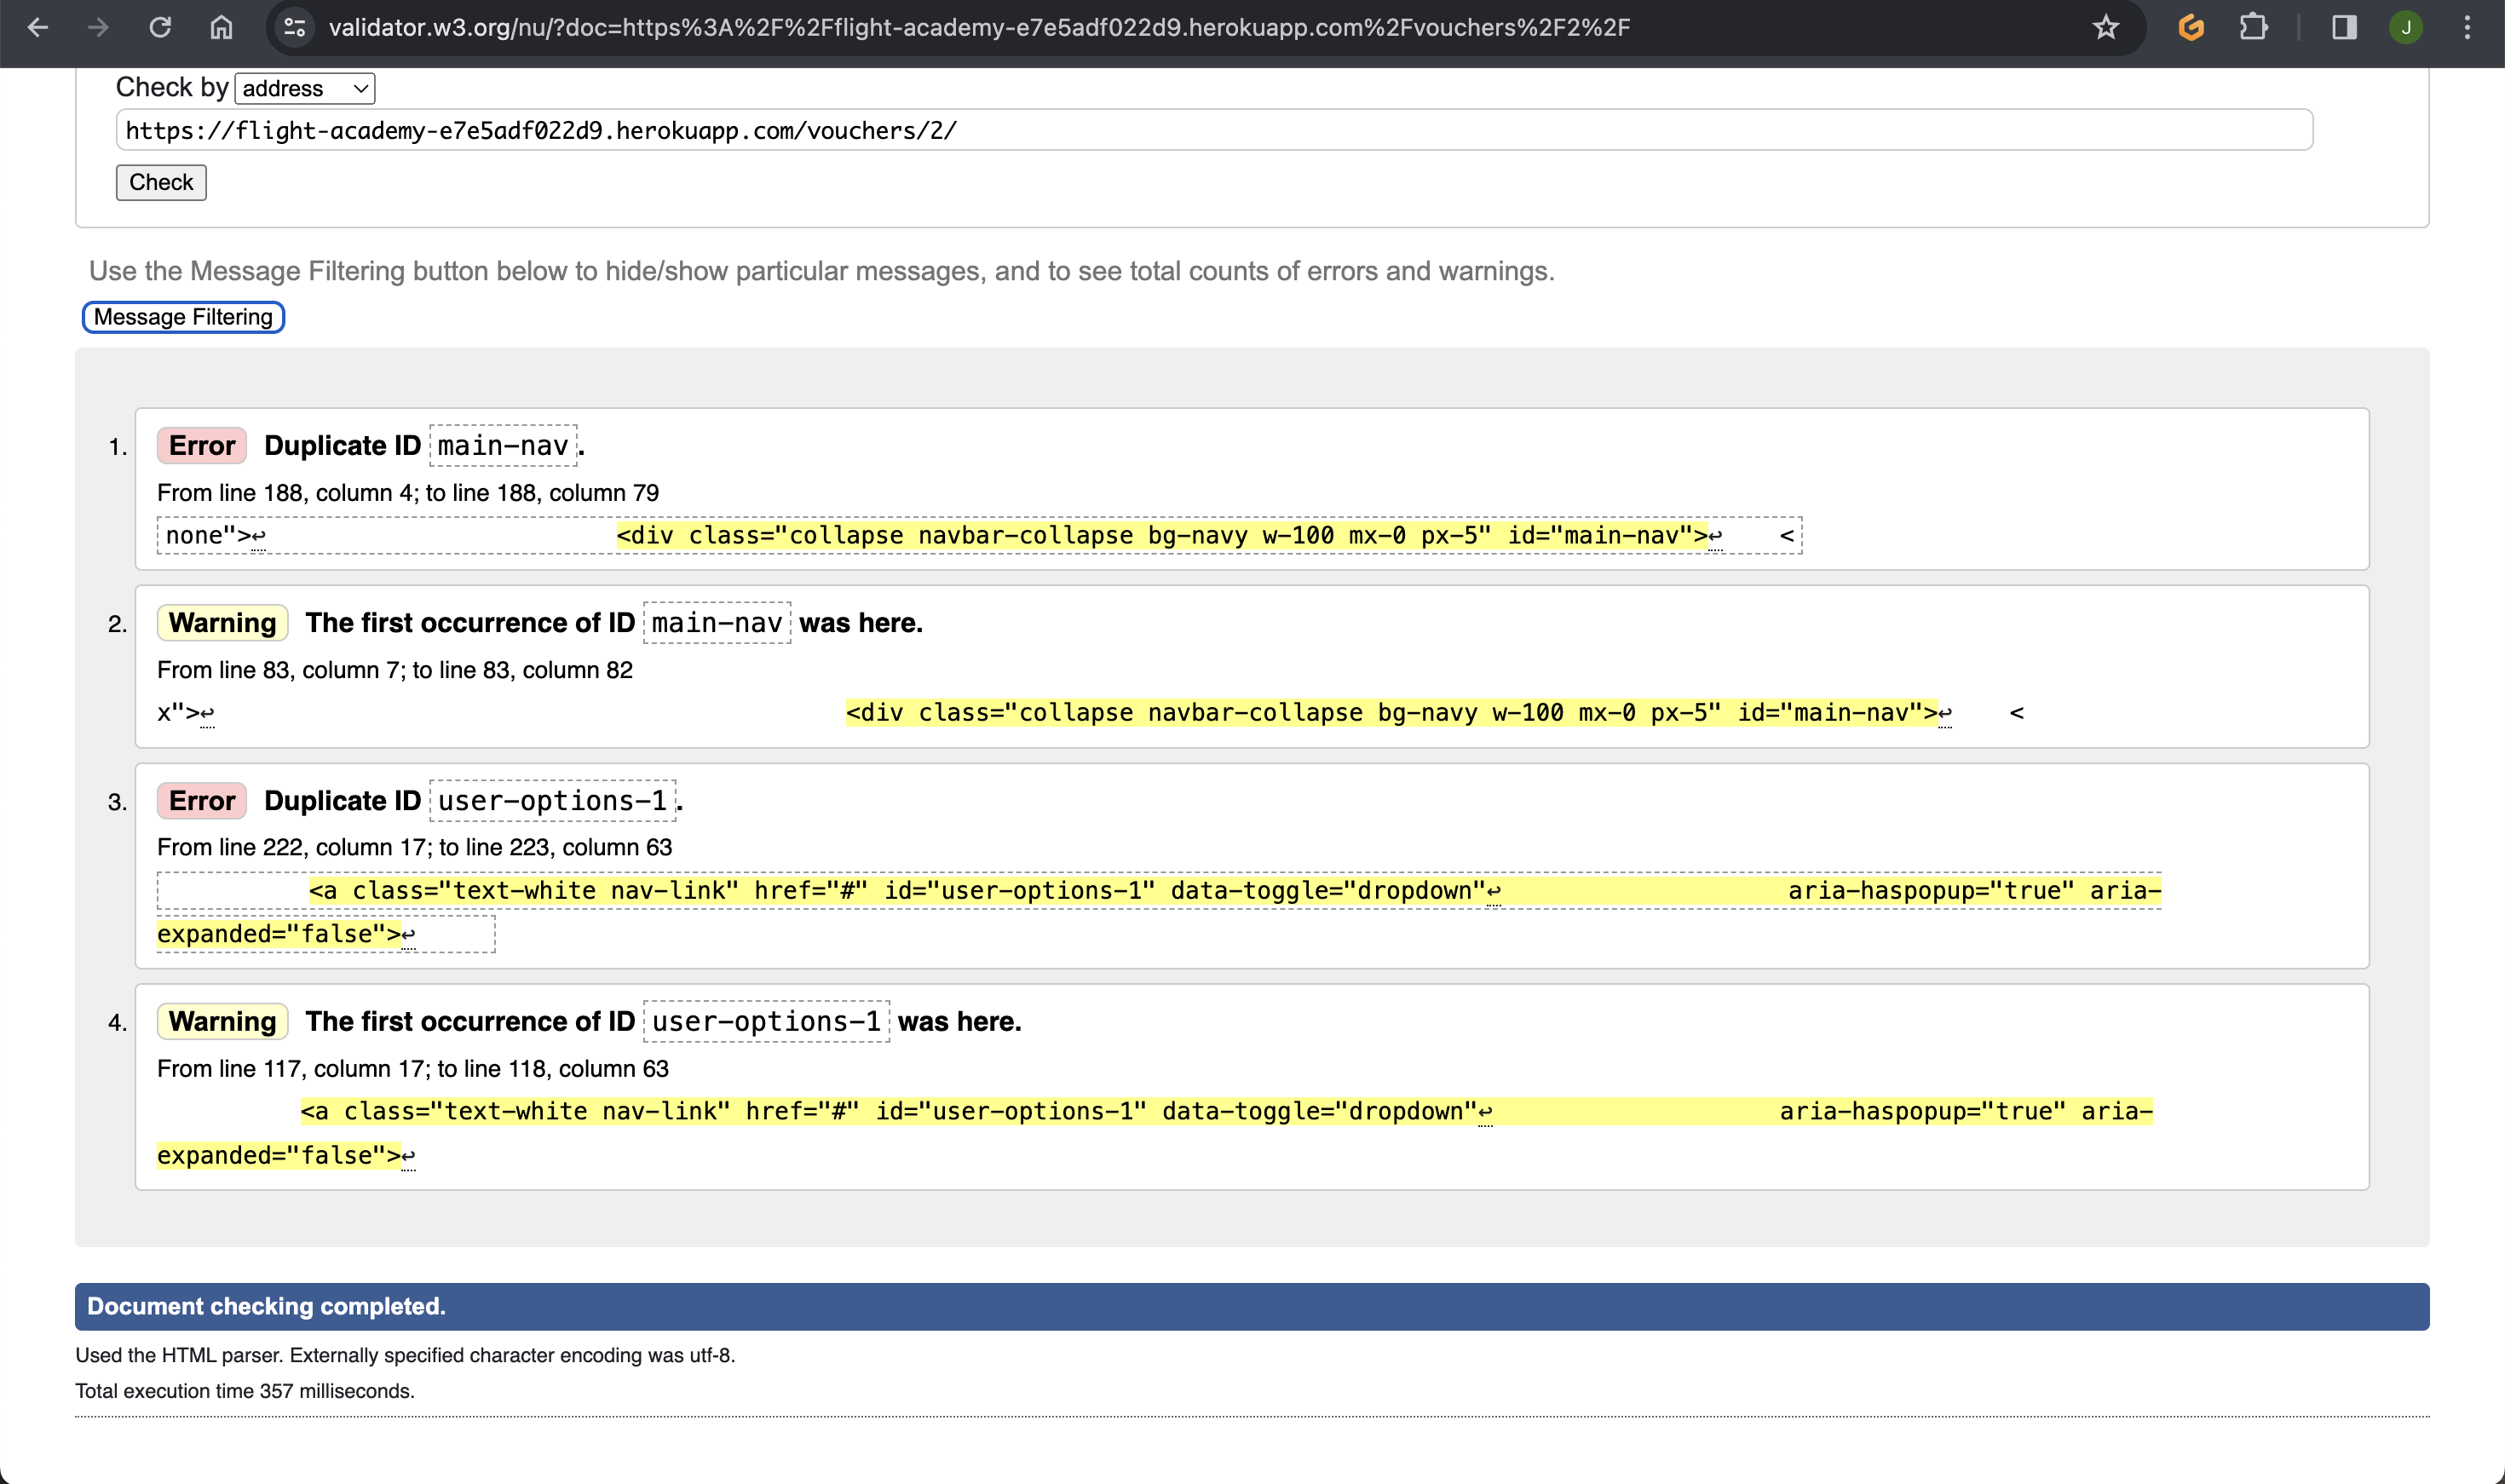 validator.w3.org/nu/?doc=https%3A%2F%2Fflight-academy-e7e5adf022d9.herokuapp.com%2Fvouchers%2F2%2F
J
Check by address
https://flight-academy-e7e5adf022d9.herokuapp.com/vouchers/2/
Check
Use the Message Filtering button below to hide/show particular messages, and to see total counts of errors and warnings.
Message Filtering
1. Error Duplicate ID main-nav.
From line 188, column 4; to line 188, column 79
none">↩ <div class="collapse navbar-collapse bg-navy w-100 mx-0 px-5" id="main-nav">↩ <
2. Warning The first occurrence of ID main-nav was here.
From line 83, column 7; to line 83, column 82
x">↩ <div class="collapse navbar-collapse bg-navy w-100 mx-0 px-5" id="main-nav">↩ <
3. Error Duplicate ID user-options-1.
From line 222, column 17; to line 223, column 63
<a class="text-white nav-link" href="#" id="user-options-1" data-toggle="dropdown"↩ aria-haspopup="true" aria-
expanded="false">↩
4. Warning The first occurrence of ID user-options-1 was here.
From line 117, column 17; to line 118, column 63
<a class="text-white nav-link" href="#" id="user-options-1" data-toggle="dropdown"↩ aria-haspopup="true" aria-
expanded="false">↩
Document checking completed.
Used the HTML parser. Externally specified character encoding was utf-8.
Total execution time 357 milliseconds.